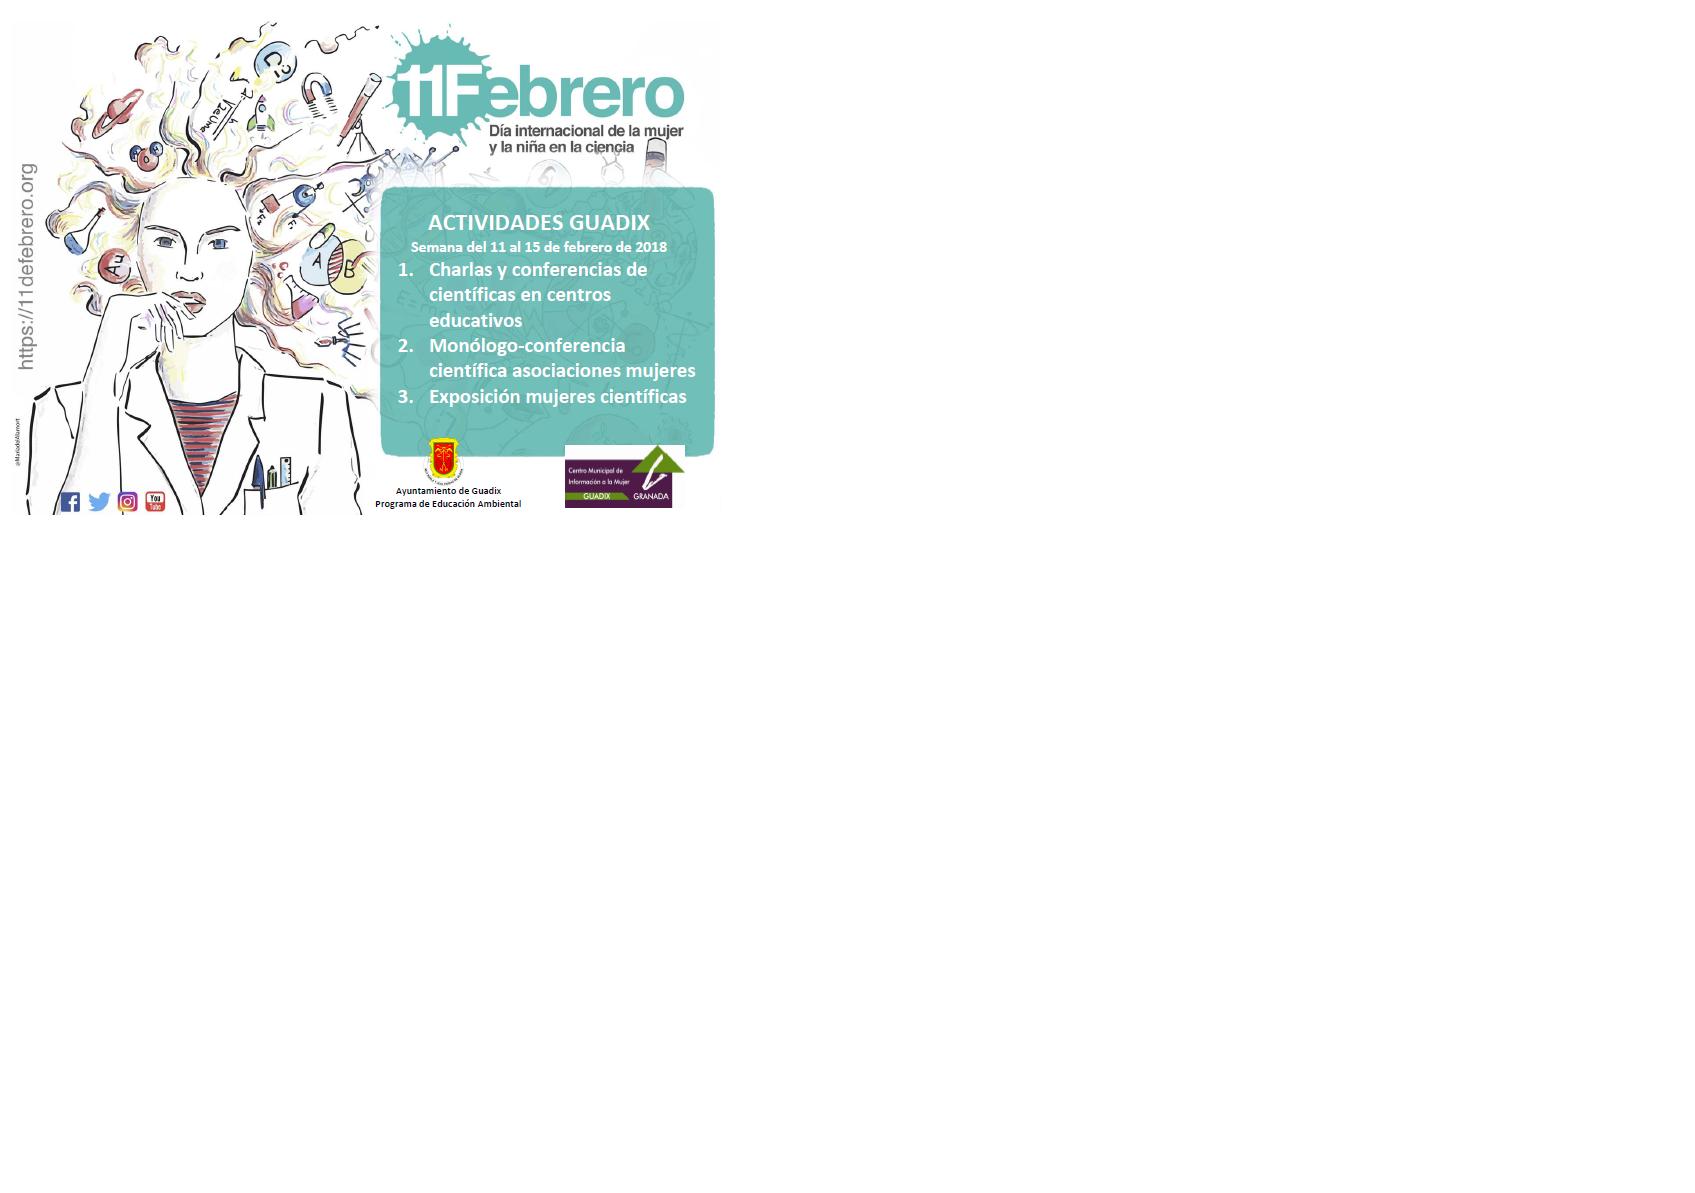 11Febrero
Día internacional de la mujer
y la niña en la ciencia
https://11defebrero.org
ACTIVIDADES GUADIX
Semana del 11 al 15 de febrero de 2018
1. Charlas y conferencias de
científicas en centros
educativos
2. Monólogo-conferencia
científica asociaciones mujeres
3. Exposición mujeres científicas
Au
A
B
Ayuntamiento de Guadix
Programa de Educación Ambiental
Centro Municipal de
Información a la Mujer
GUADIX GRANADA
You
Tube